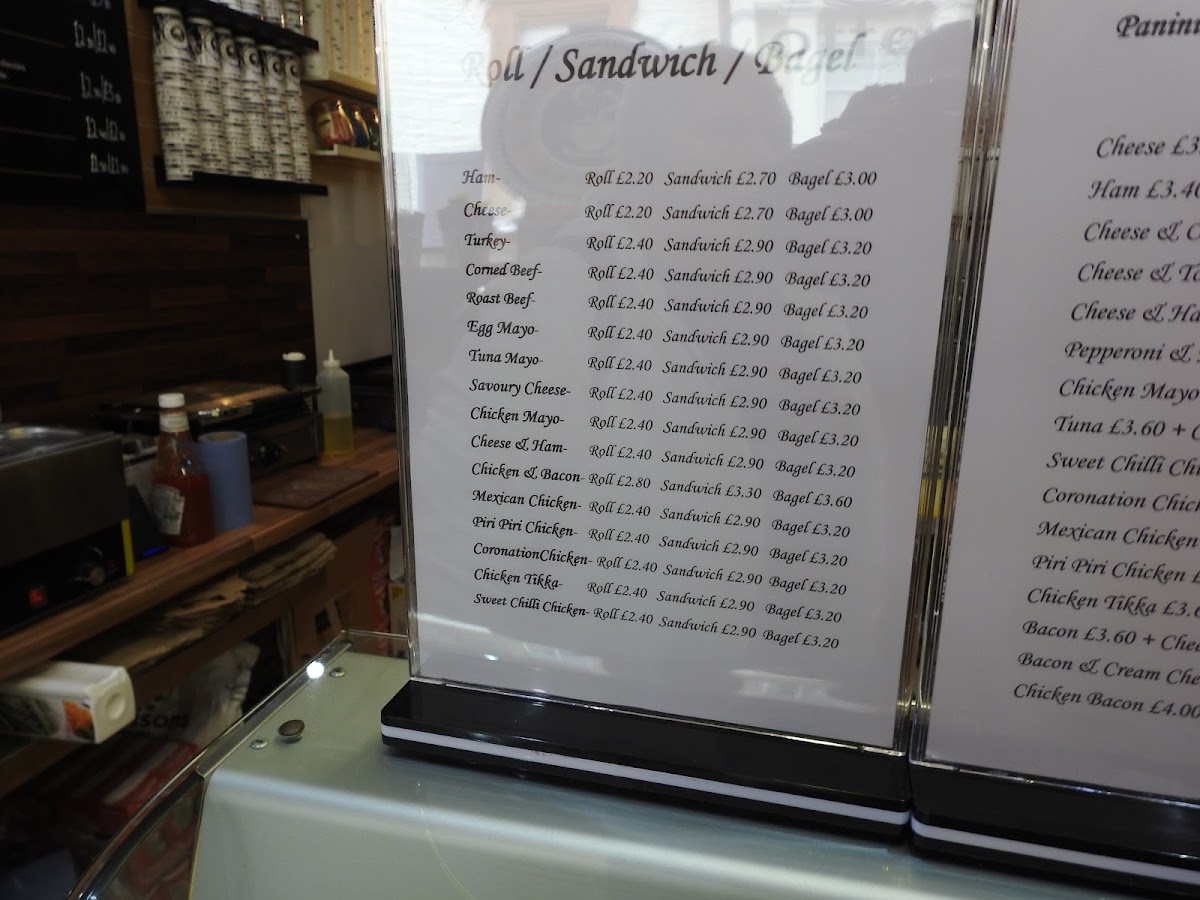 Roll / Sandwich / Bagel
Ham- Roll £2.20 Sandwich £2.70 Bagel £3.00
Cheese- Roll £2.20 Sandwich £2.70 Bagel £3.00
Turkey- Roll £2.40 Sandwich £2.90 Bagel £3.20
Corned Beef- Roll £2.40 Sandwich £2.90 Bagel £3.20
Roast Beef- Roll £2.40 Sandwich £2.90 Bagel £3.20
Egg Mayo- Roll £2.40 Sandwich £2.90 Bagel £3.20
Tuna Mayo- Roll £2.40 Sandwich £2.90 Bagel £3.20
Savoury Cheese- Roll £2.40 Sandwich £2.90 Bagel £3.20
Chicken Mayo- Roll £2.40 Sandwich £2.90 Bagel £3.20
Cheese & Ham- Roll £2.40 Sandwich £2.90 Bagel £3.20
Chicken & Bacon- Roll £2.80 Sandwich £3.30 Bagel £3.60
Mexican Chicken- Roll £2.40 Sandwich £2.90 Bagel £3.20
Piri Piri Chicken- Roll £2.40 Sandwich £2.90 Bagel £3.20
CoronationChicken- Roll £2.40 Sandwich £2.90 Bagel £3.20
Chicken Tikka- Roll £2.40 Sandwich £2.90 Bagel £3.20
Sweet Chilli Chicken- Roll £2.40 Sandwich £2.90 Bagel £3.20
Panini
Cheese £3.
Ham £3.40
Cheese &
Cheese &
Cheese &
Pepperoni &
Chicken Mayo
Tuna £3.60 +
Sweet Chilli
Coronation
Mexican Chicken
Piri Piri Chicken
Chicken Tikka
Bacon £3.60 +
Bacon & Cream
Chicken Bacon £4.00